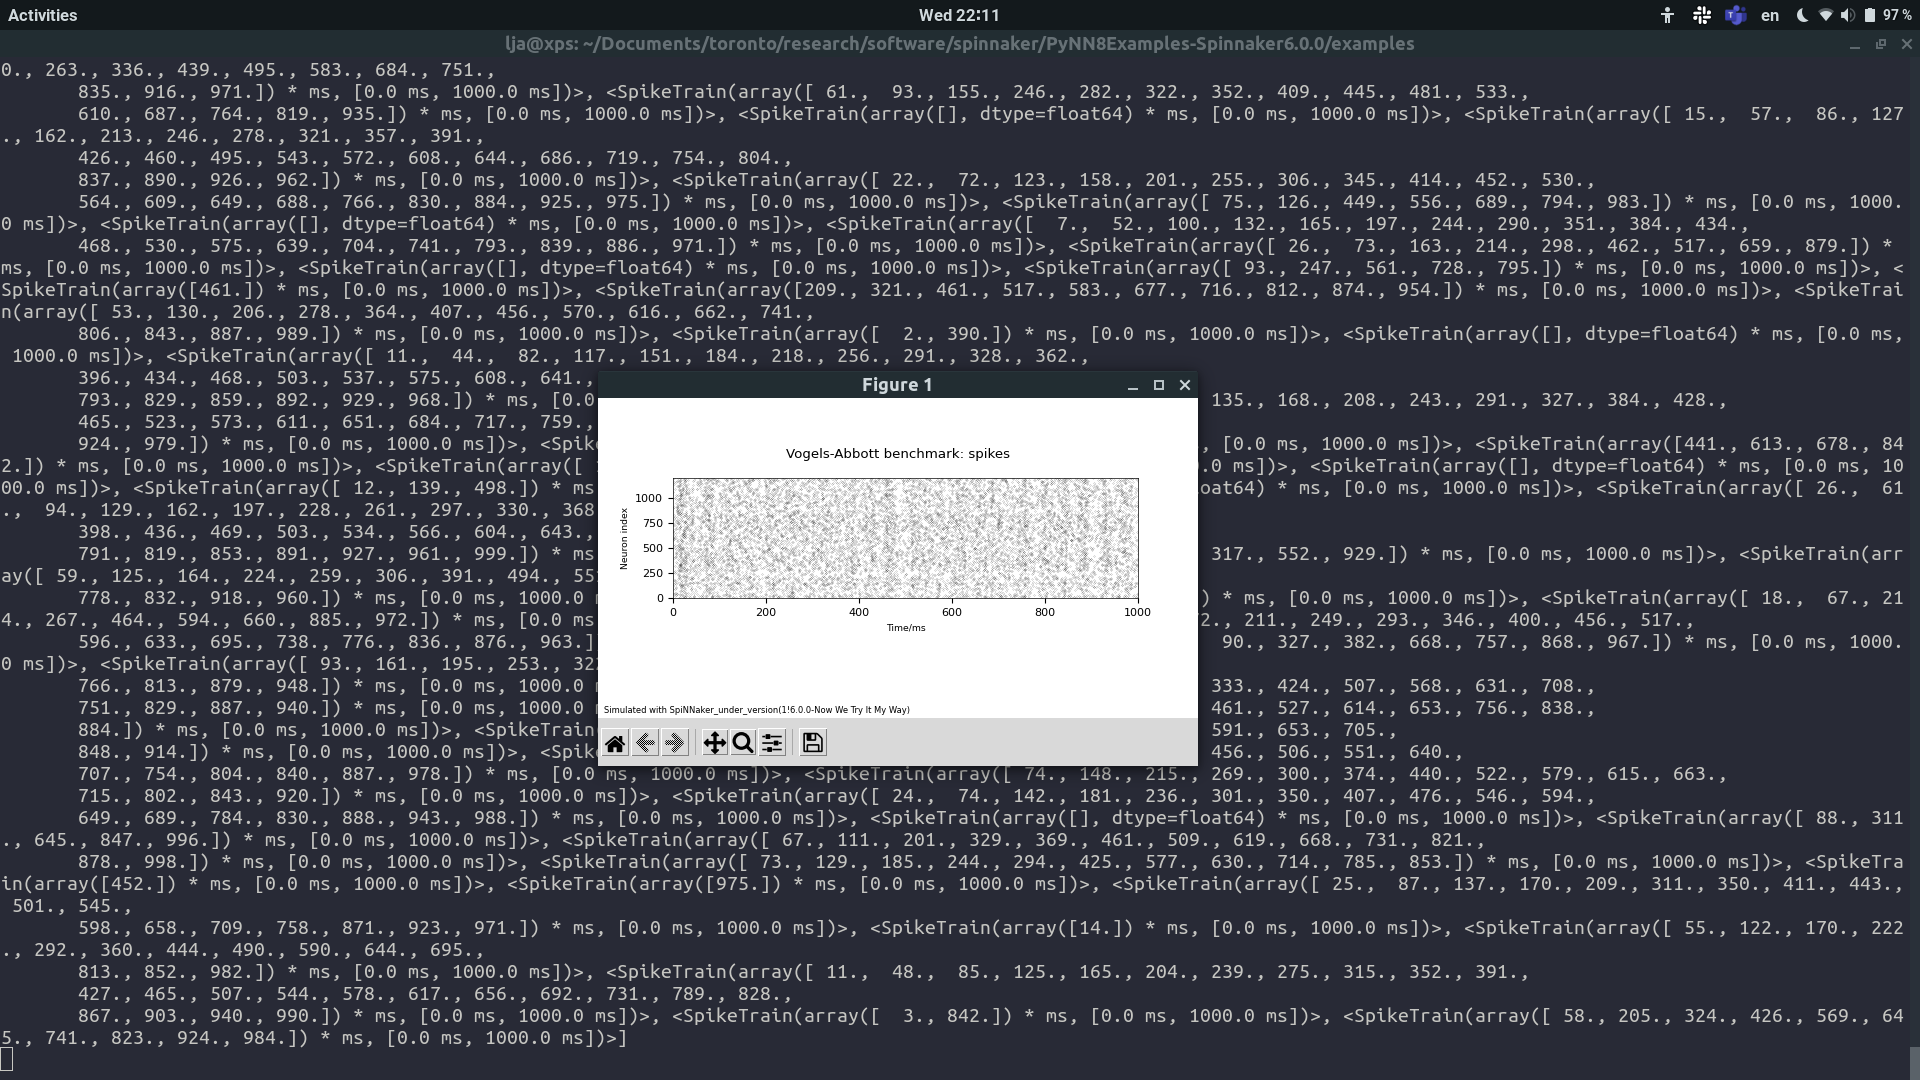 Activities
Wed 22:11
en
97 %
lja@xps: ~/Documents/toronto/research/software/spinnaker/PyNN8Examples-Spinnaker6.0.0/examples
0., 263., 336., 439., 495., 583., 684., 751.,
835., 916., 971.]) * ms, [0.0 ms, 1000.0 ms])>, <SpikeTrain(array([ 61.,  93., 155., 246., 282., 322., 352., 409., 445., 481., 533.,
610., 687., 764., 819., 935.]) * ms, [0.0 ms, 1000.0 ms])>, <SpikeTrain(array([], dtype=float64) * ms, [0.0 ms, 1000.0 ms])>, <SpikeTrain(array([ 15.,  57.,  86., 127
., 162., 213., 246., 278., 321., 357., 391.,
426., 460., 495., 543., 572., 608., 644., 686., 719., 754., 804.,
837., 890., 926., 962.]) * ms, [0.0 ms, 1000.0 ms])>, <SpikeTrain(array([ 22.,  72., 123., 158., 201., 255., 306., 345., 414., 452., 530.,
564., 609., 649., 688., 766., 830., 884., 925., 975.]) * ms, [0.0 ms, 1000.0 ms])>, <SpikeTrain(array([ 75., 126., 449., 556., 689., 794., 983.]) * ms, [0.0 ms, 1000.
0 ms])>, <SpikeTrain(array([], dtype=float64) * ms, [0.0 ms, 1000.0 ms])>, <SpikeTrain(array([  7.,  52., 100., 132., 165., 197., 244., 290., 351., 384., 434.,
468., 530., 575., 639., 704., 741., 793., 839., 886., 971.]) * ms, [0.0 ms, 1000.0 ms])>, <SpikeTrain(array([ 26.,  73., 163., 214., 298., 462., 517., 659., 879.]) *
ms, [0.0 ms, 1000.0 ms])>, <SpikeTrain(array([], dtype=float64) * ms, [0.0 ms, 1000.0 ms])>, <SpikeTrain(array([ 93., 247., 561., 728., 795.]) * ms, [0.0 ms, 1000.0 ms])>, <
SpikeTrain(array([461.]) * ms, [0.0 ms, 1000.0 ms])>, <SpikeTrain(array([209., 321., 461., 517., 583., 677., 716., 812., 874., 954.]) * ms, [0.0 ms, 1000.0 ms])>, <SpikeTrai
n(array([ 53., 130., 206., 278., 364., 407., 456., 570., 616., 662., 741.,
806., 843., 887., 989.]) * ms, [0.0 ms, 1000.0 ms])>, <SpikeTrain(array([  2., 390.]) * ms, [0.0 ms, 1000.0 ms])>, <SpikeTrain(array([], dtype=float64) * ms, [0.0 ms,
1000.0 ms])>, <SpikeTrain(array([ 11.,  44.,  82., 117., 151., 184., 218., 256., 291., 328., 362.,
396., 434., 468., 503., 537., 575., 608., 641.,
793., 829., 859., 892., 929., 968.]) * ms, [0.0 135., 168., 208., 243., 291., 327., 384., 428.,
465., 523., 573., 611., 651., 684., 717., 759.,
924., 979.]) * ms, [0.0 ms, 1000.0 ms])>, <Spik , [0.0 ms, 1000.0 ms])>, <SpikeTrain(array([441., 613., 678., 84
2.]) * ms, [0.0 ms, 1000.0 ms])>, <SpikeTrain(array([ .0 ms, 1000.0 ms])>, <SpikeTrain(array([], dtype=float64) * ms, [0.0 ms, 10
00.0 ms])>, <SpikeTrain(array([ 12., 139., 498.]) * ms oat64) * ms, [0.0 ms, 1000.0 ms])>, <SpikeTrain(array([ 26.,  61
.,  94., 129., 162., 197., 228., 261., 297., 330., 368
398., 436., 469., 503., 534., 566., 604., 643.,
791., 819., 853., 891., 927., 961., 999.]) * ms 317., 552., 929.]) * ms, [0.0 ms, 1000.0 ms])>, <SpikeTrain(arr
ay([ 59., 125., 164., 224., 259., 306., 391., 494., 55
778., 832., 918., 960.]) * ms, [0.0 ms, 1000.0 ) * ms, [0.0 ms, 1000.0 ms])>, <SpikeTrain(array([ 18.,  67., 21
4., 267., 464., 594., 660., 885., 972.]) * ms, [0.0 ms 2., 211., 249., 293., 346., 400., 456., 517.,
596., 633., 695., 738., 776., 836., 876., 963.] 90., 327., 382., 668., 757., 868., 967.]) * ms, [0.0 ms, 1000.
0 ms])>, <SpikeTrain(array([ 93., 161., 195., 253., 322
766., 813., 879., 948.]) * ms, [0.0 ms, 1000.0 333., 424., 507., 568., 631., 708.,
751., 829., 887., 940.]) * ms, [0.0 ms, 1000.0 461., 527., 614., 653., 756., 838.,
884.]) * ms, [0.0 ms, 1000.0 ms])>, <SpikeTrain 591., 653., 705.,
848., 914.]) * ms, [0.0 ms, 1000.0 ms])>, <Spik 456., 506., 551., 640.,
707., 754., 804., 840., 887., 978.]) * ms, [0.0 ms, 1000.0 ms])>, <SpikeTrain(array([ 74., 148., 215., 269., 300., 374., 440., 522., 579., 615., 663.,
715., 802., 843., 920.]) * ms, [0.0 ms, 1000.0 ms])>, <SpikeTrain(array([ 24.,  74., 142., 181., 236., 301., 350., 407., 476., 546., 594.,
649., 689., 784., 830., 888., 943., 988.]) * ms, [0.0 ms, 1000.0 ms])>, <SpikeTrain(array([], dtype=float64) * ms, [0.0 ms, 1000.0 ms])>, <SpikeTrain(array([ 88., 311
., 645., 847., 996.]) * ms, [0.0 ms, 1000.0 ms])>, <SpikeTrain(array([ 67., 111., 201., 329., 369., 461., 509., 619., 668., 731., 821.,
878., 998.]) * ms, [0.0 ms, 1000.0 ms])>, <SpikeTrain(array([ 73., 129., 185., 244., 294., 425., 577., 630., 714., 785., 853.]) * ms, [0.0 ms, 1000.0 ms])>, <SpikeTra
in(array([452.]) * ms, [0.0 ms, 1000.0 ms])>, <SpikeTrain(array([975.]) * ms, [0.0 ms, 1000.0 ms])>, <SpikeTrain(array([ 25.,  87., 137., 170., 209., 311., 350., 411., 443.,
501., 545.,
598., 658., 709., 758., 871., 923., 971.]) * ms, [0.0 ms, 1000.0 ms])>, <SpikeTrain(array([14.]) * ms, [0.0 ms, 1000.0 ms])>, <SpikeTrain(array([ 55., 122., 170., 222
., 292., 360., 444., 490., 590., 644., 695.,
813., 852., 982.]) * ms, [0.0 ms, 1000.0 ms])>, <SpikeTrain(array([ 11.,  48.,  85., 125., 165., 204., 239., 275., 315., 352., 391.,
427., 465., 507., 544., 578., 617., 656., 692., 731., 789., 828.,
867., 903., 940., 990.]) * ms, [0.0 ms, 1000.0 ms])>, <SpikeTrain(array([  3., 842.]) * ms, [0.0 ms, 1000.0 ms])>, <SpikeTrain(array([ 58., 205., 324., 426., 569., 64
5., 741., 823., 924., 984.]) * ms, [0.0 ms, 1000.0 ms])>]
Figure 1
Vogels-Abbott benchmark: spikes
Neuron index
1000
750
500
250
0
0 200 400 600 800 1000
Time/ms
Simulated with SpiNNaker_under_version(1!6.0.0-Now We Try It My Way)